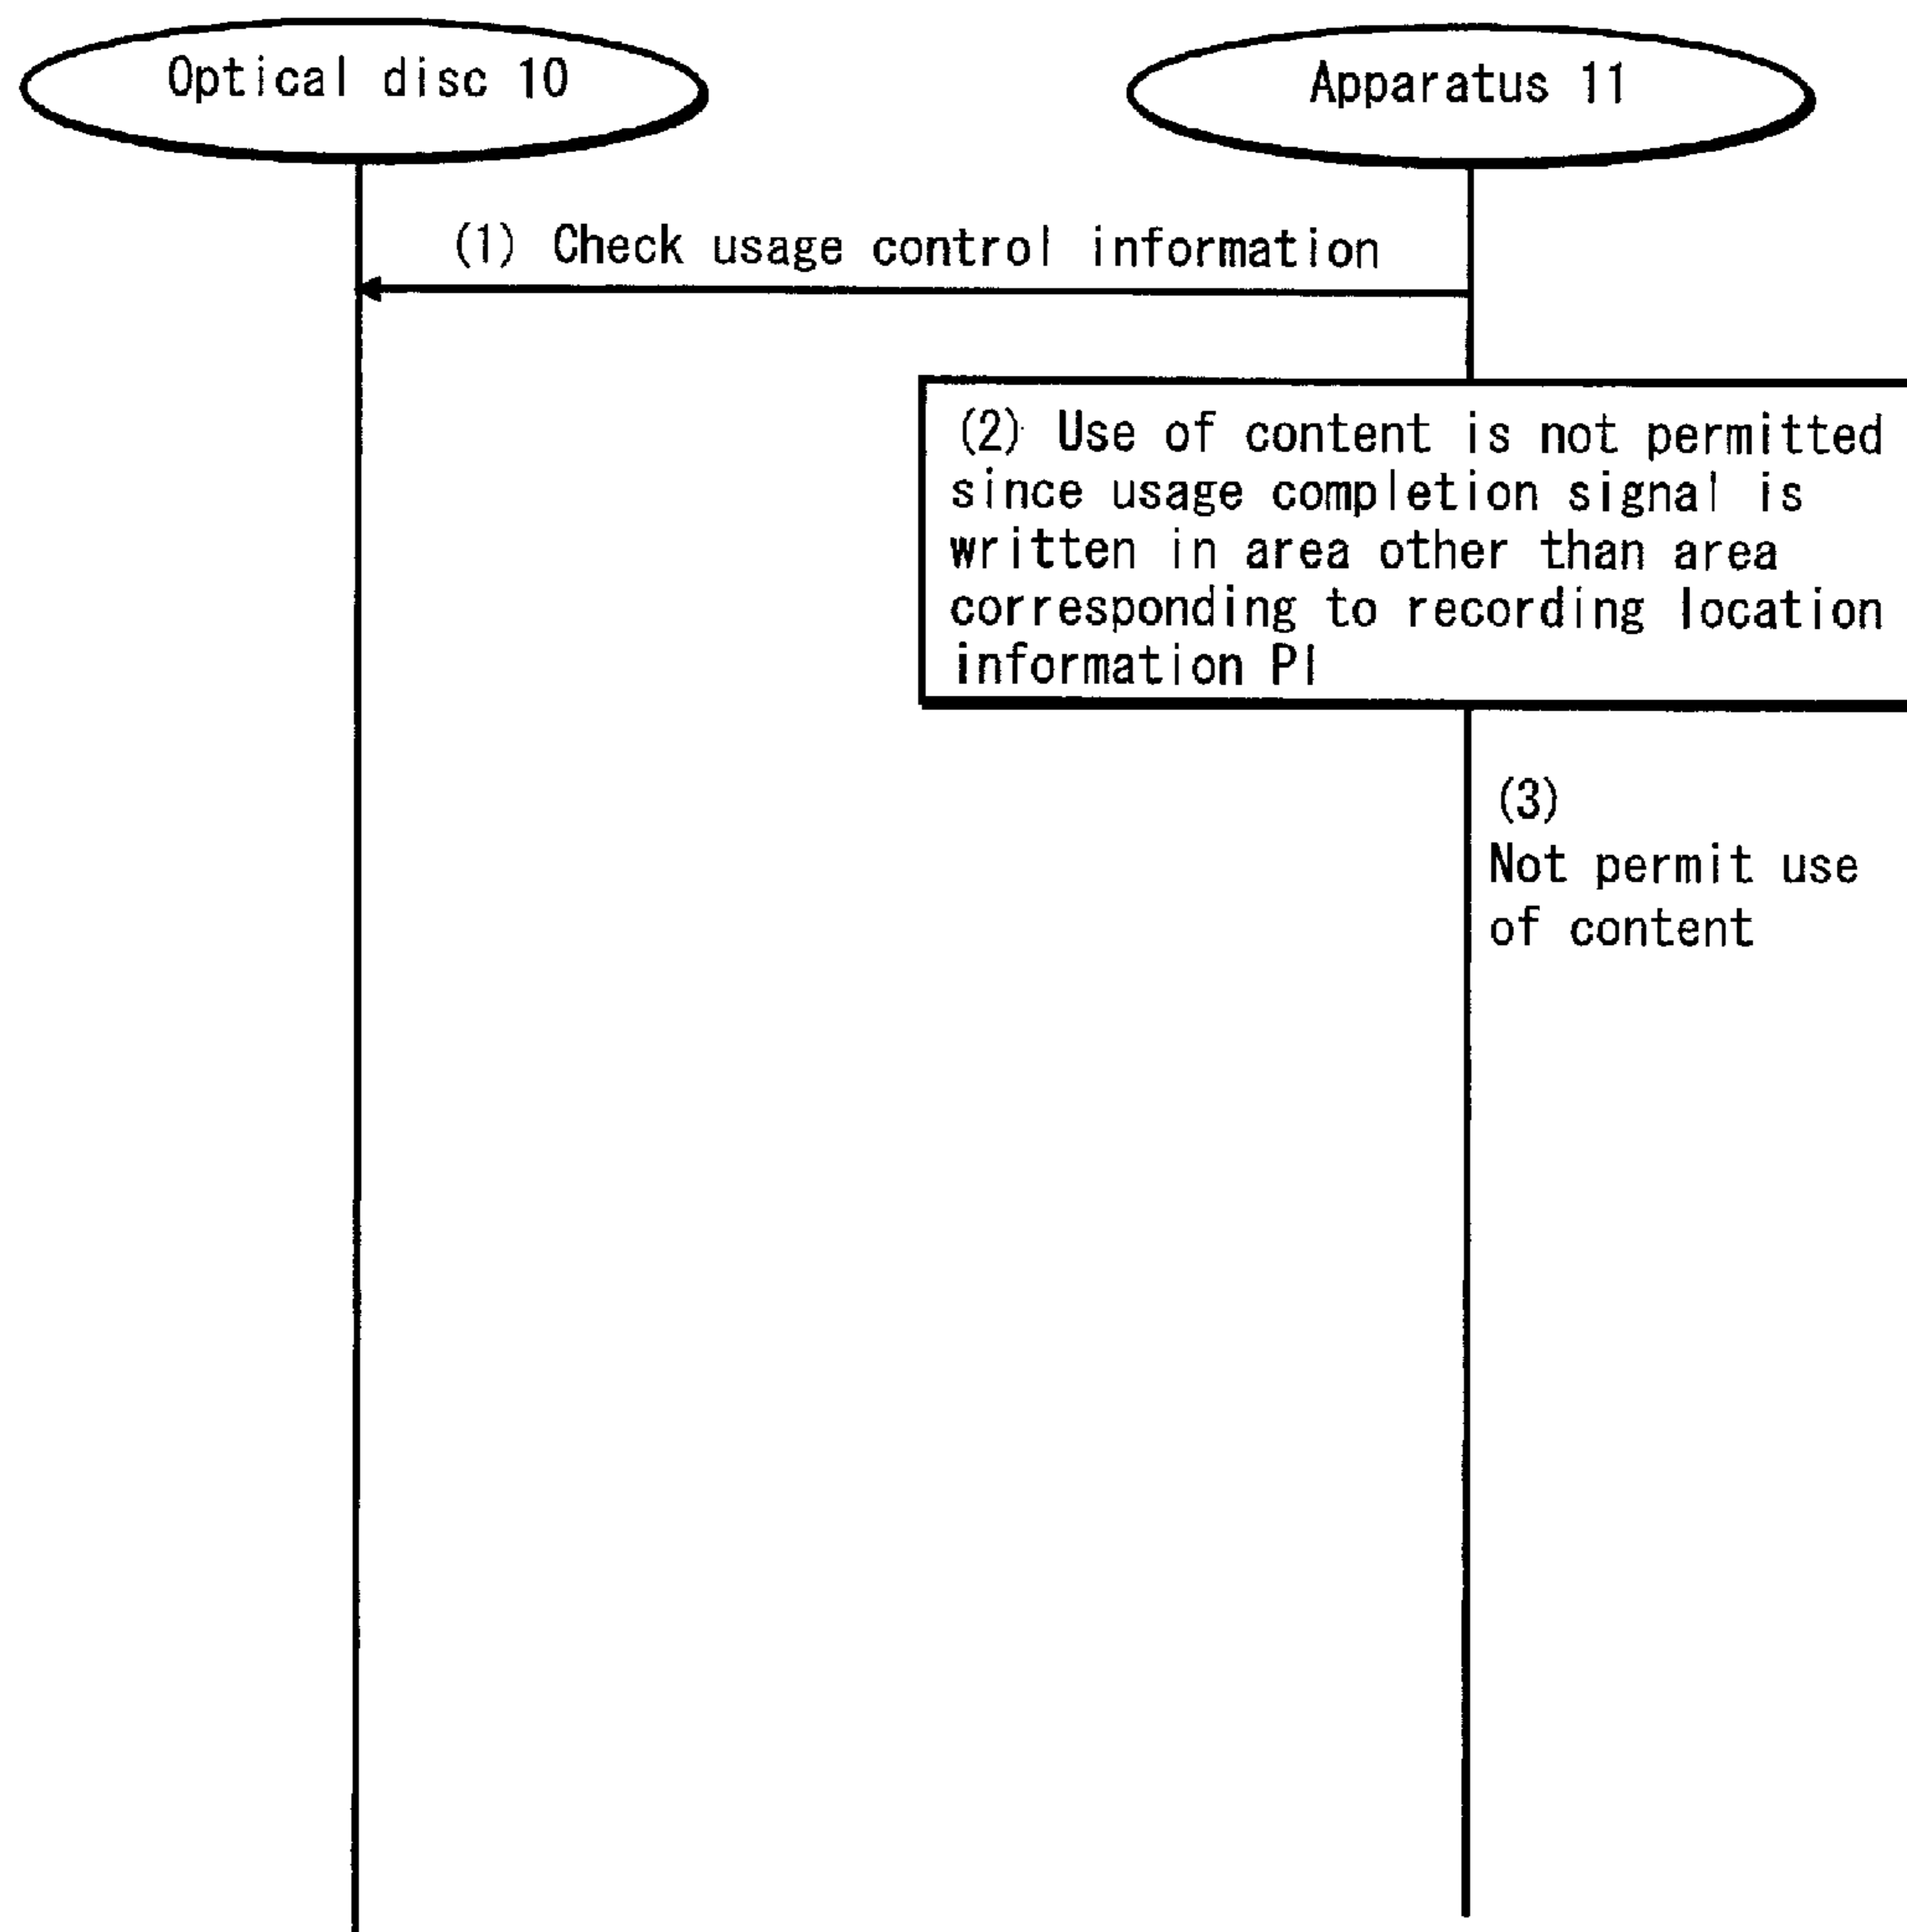 Optical disc 10
Apparatus 11
(1) Check usage control information
(2) Use of content is not permitted
since usage completion signal is
written in area other than area
corresponding to recording location
information PI
(3)
Not permit use
of content